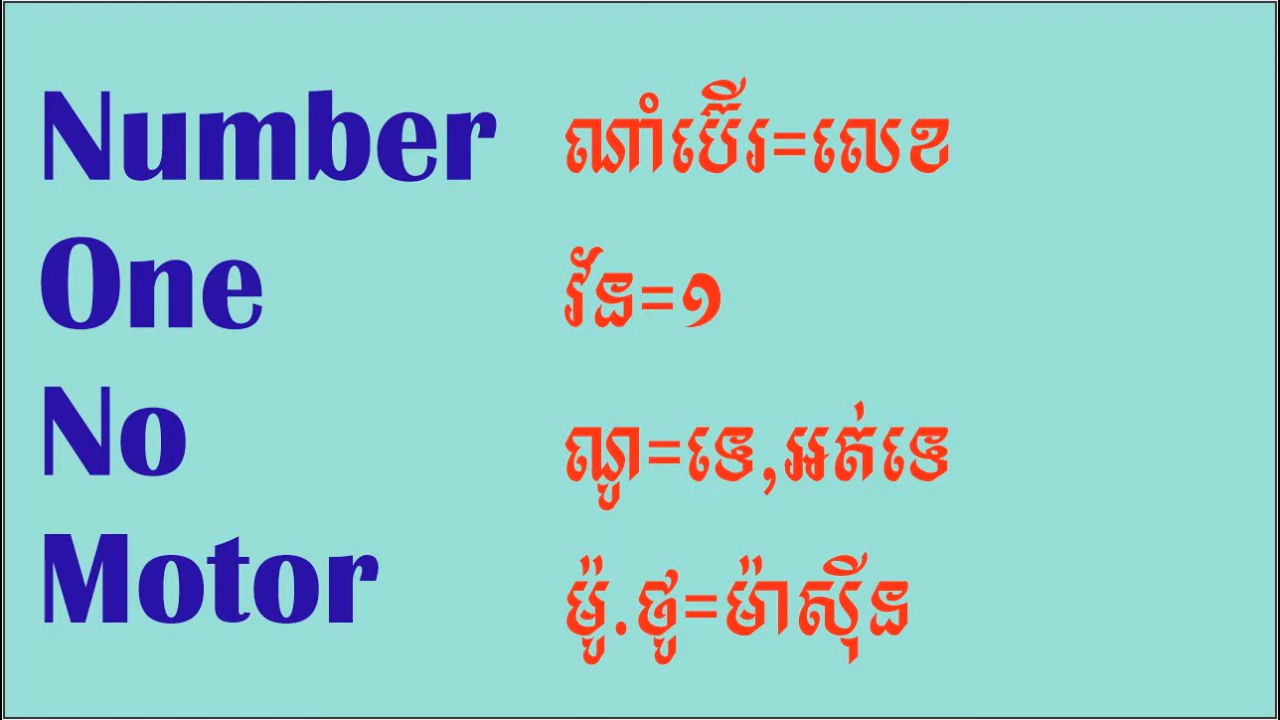 Number ណាំប៊ើរ=លេខ
One វ័ន=១
No ណូ=ទេ,អត់ទេ
Motor ម៉ូ.ថូ=ម៉ាស៊ីន